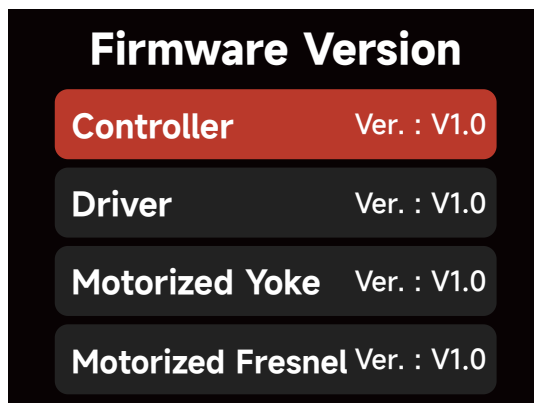 Firmware Version
Controller Ver. : V1.0
Driver Ver. : V1.0
Motorized Yoke Ver. : V1.0
Motorized Fresnel Ver. : V1.0